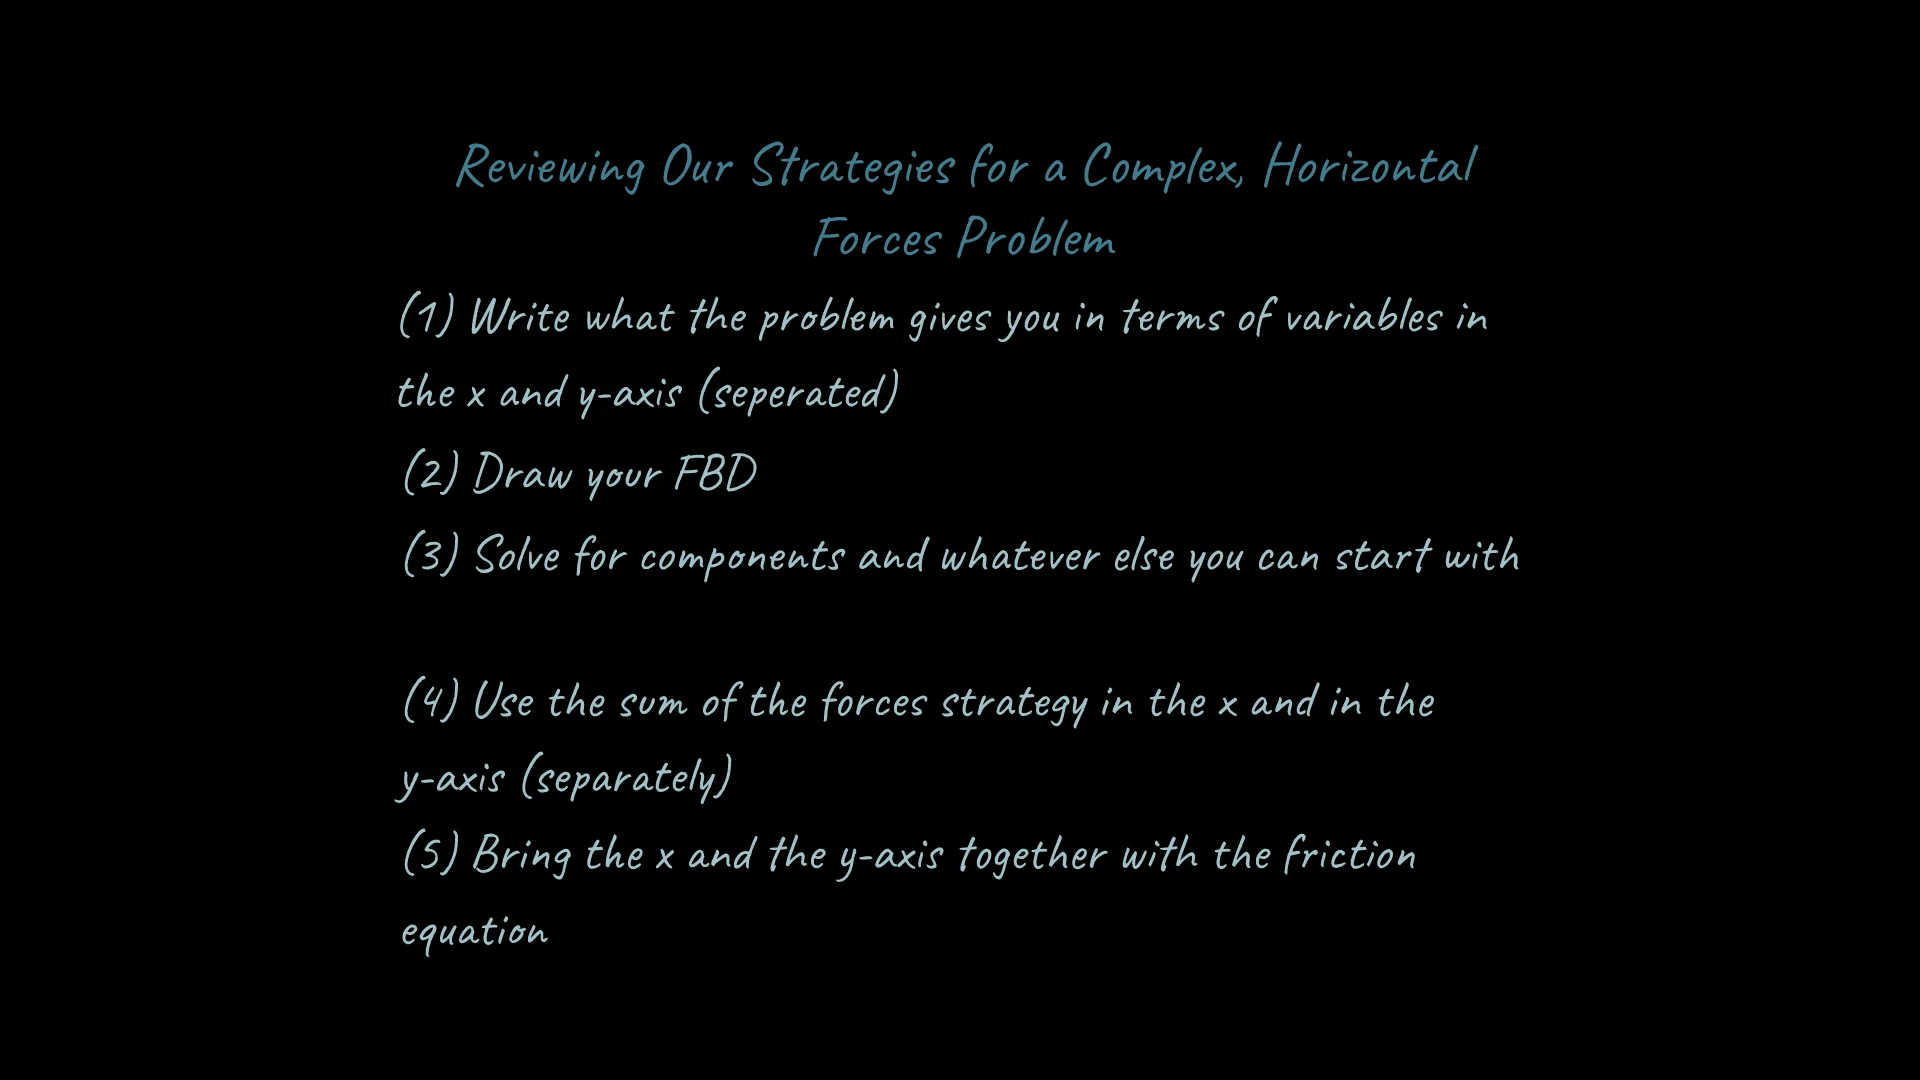 Reviewing Our Strategies for a Complex, Horizontal
Forces Problem
(1) Write what the problem gives you in terms of variables in
the x and y-axis (seperated)
(2) Draw your FBD
(3) Solve for components and whatever else you can start with
(4) Use the sum of the forces strategy in the x and in the
y-axis (separately)
(5) Bring the x and the y-axis together with the friction
equation